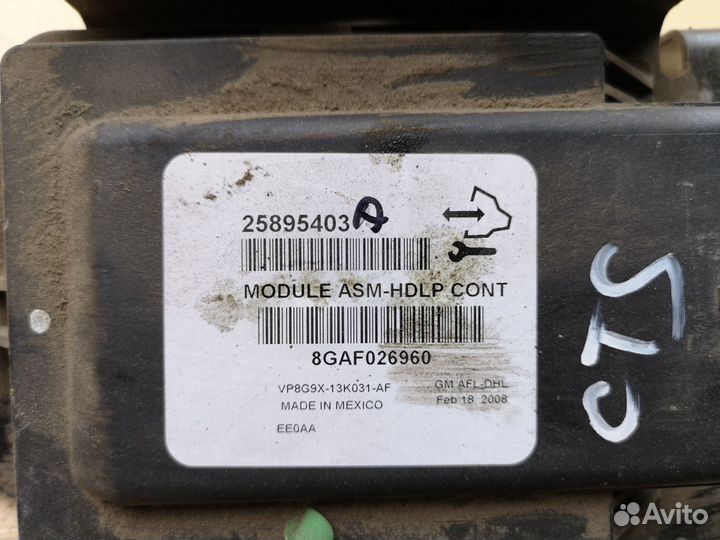 25895403 A
MODULE ASM-HDLP CONT
8GAF026960
VP8G9X-13K031-AF
GM AFL-DHL
MADE IN MEXICO
Feb 18 2008
EE0AA
CTS
Avito